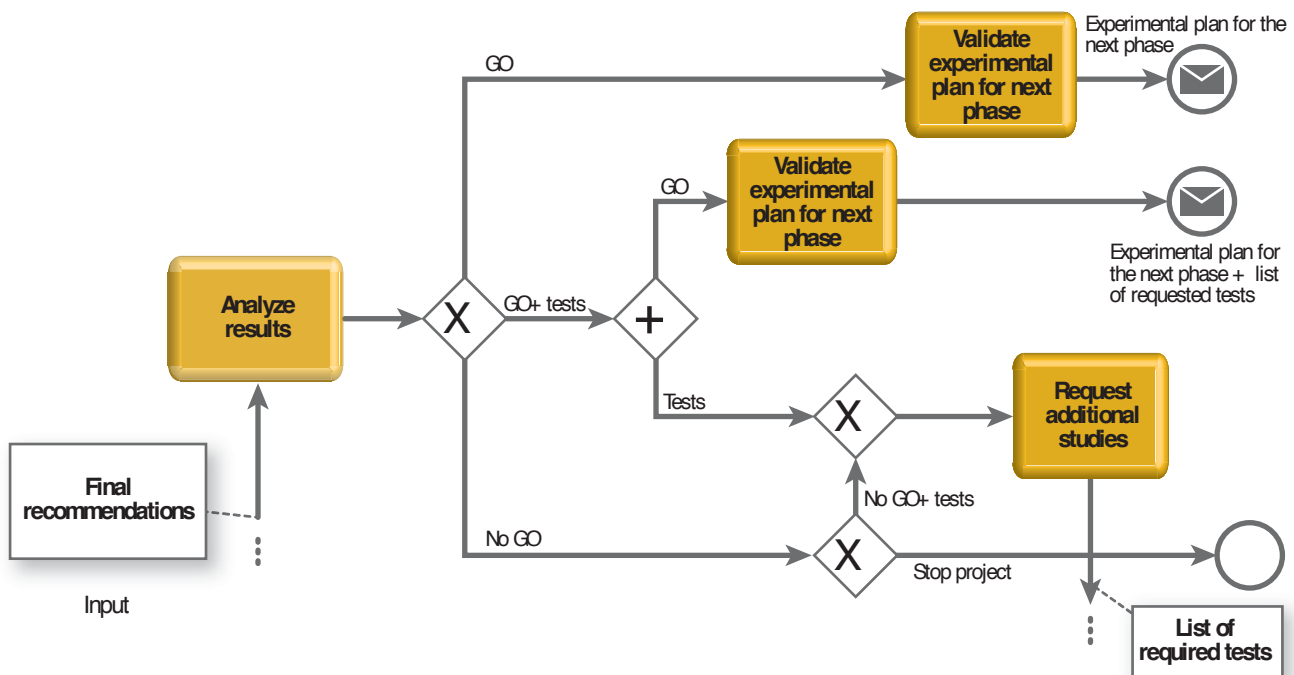 Experimental plan for the
next phase
GO
Validate
experimental
plan for next
phase
GO
Validate
experimental
plan for next
phase
Experimental plan for
the next phase + list
of requested tests
Analyze
results
X
GO+ tests
+
Tests
X
Request
additional
studies
Final
recommendations
No GO+ tests
No GO
X
Stop project
Input
List of
required tests